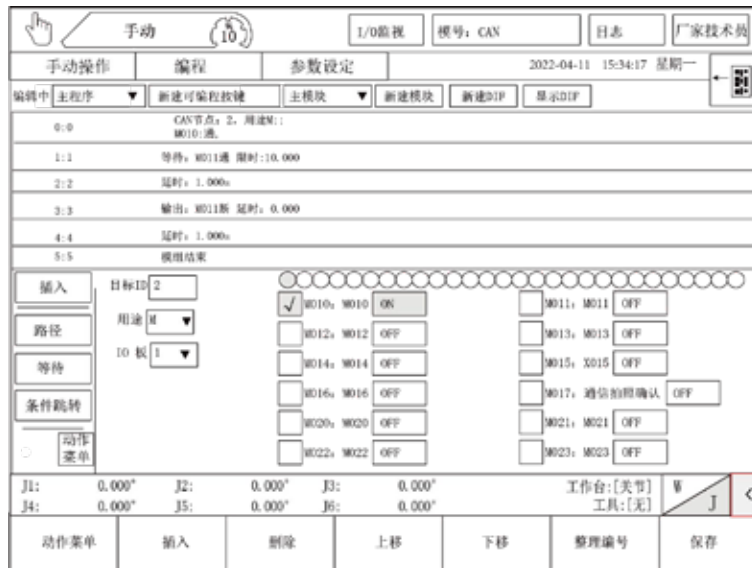 手动 10 I/O监视 模号: CAN 日志 厂家技术员
手动操作 编程 参数设定 2022-04-11 15:34:17 星期一
编辑中 主程序 ▼ 新建可编程按键 主模块 ▼ 新建模块 新建DIF 显示DIF
0:0 CAN节点: 2, 用途M::
M010:通,
1:1 等待: M011通 限时:10.000
2:2 延时: 1.000s
3:3 输出: M011断 延时: 0.000
4:4 延时: 1.000s
5:5 模组结束
插入 目标ID 2
用途 M ▼
IO 板 1 ▼
路径
等待
条件跳转
动作
菜单
√ M010: M010 ON M011: M011 OFF
M012: M012 OFF M013: M013 OFF
M014: M014 OFF M015: X015 OFF
M016: M016 OFF M017: 通信拍照确认 OFF
M020: M020 OFF M021: M021 OFF
M022: M022 OFF M023: M023 OFF
J1: 0.000° J2: 0.000° J3: 0.000° 工作台:[关节] W
J4: 0.000° J5: 0.000° J6: 0.000° 工具:[无] J
动作菜单 插入 删除 上移 下移 整理编号 保存